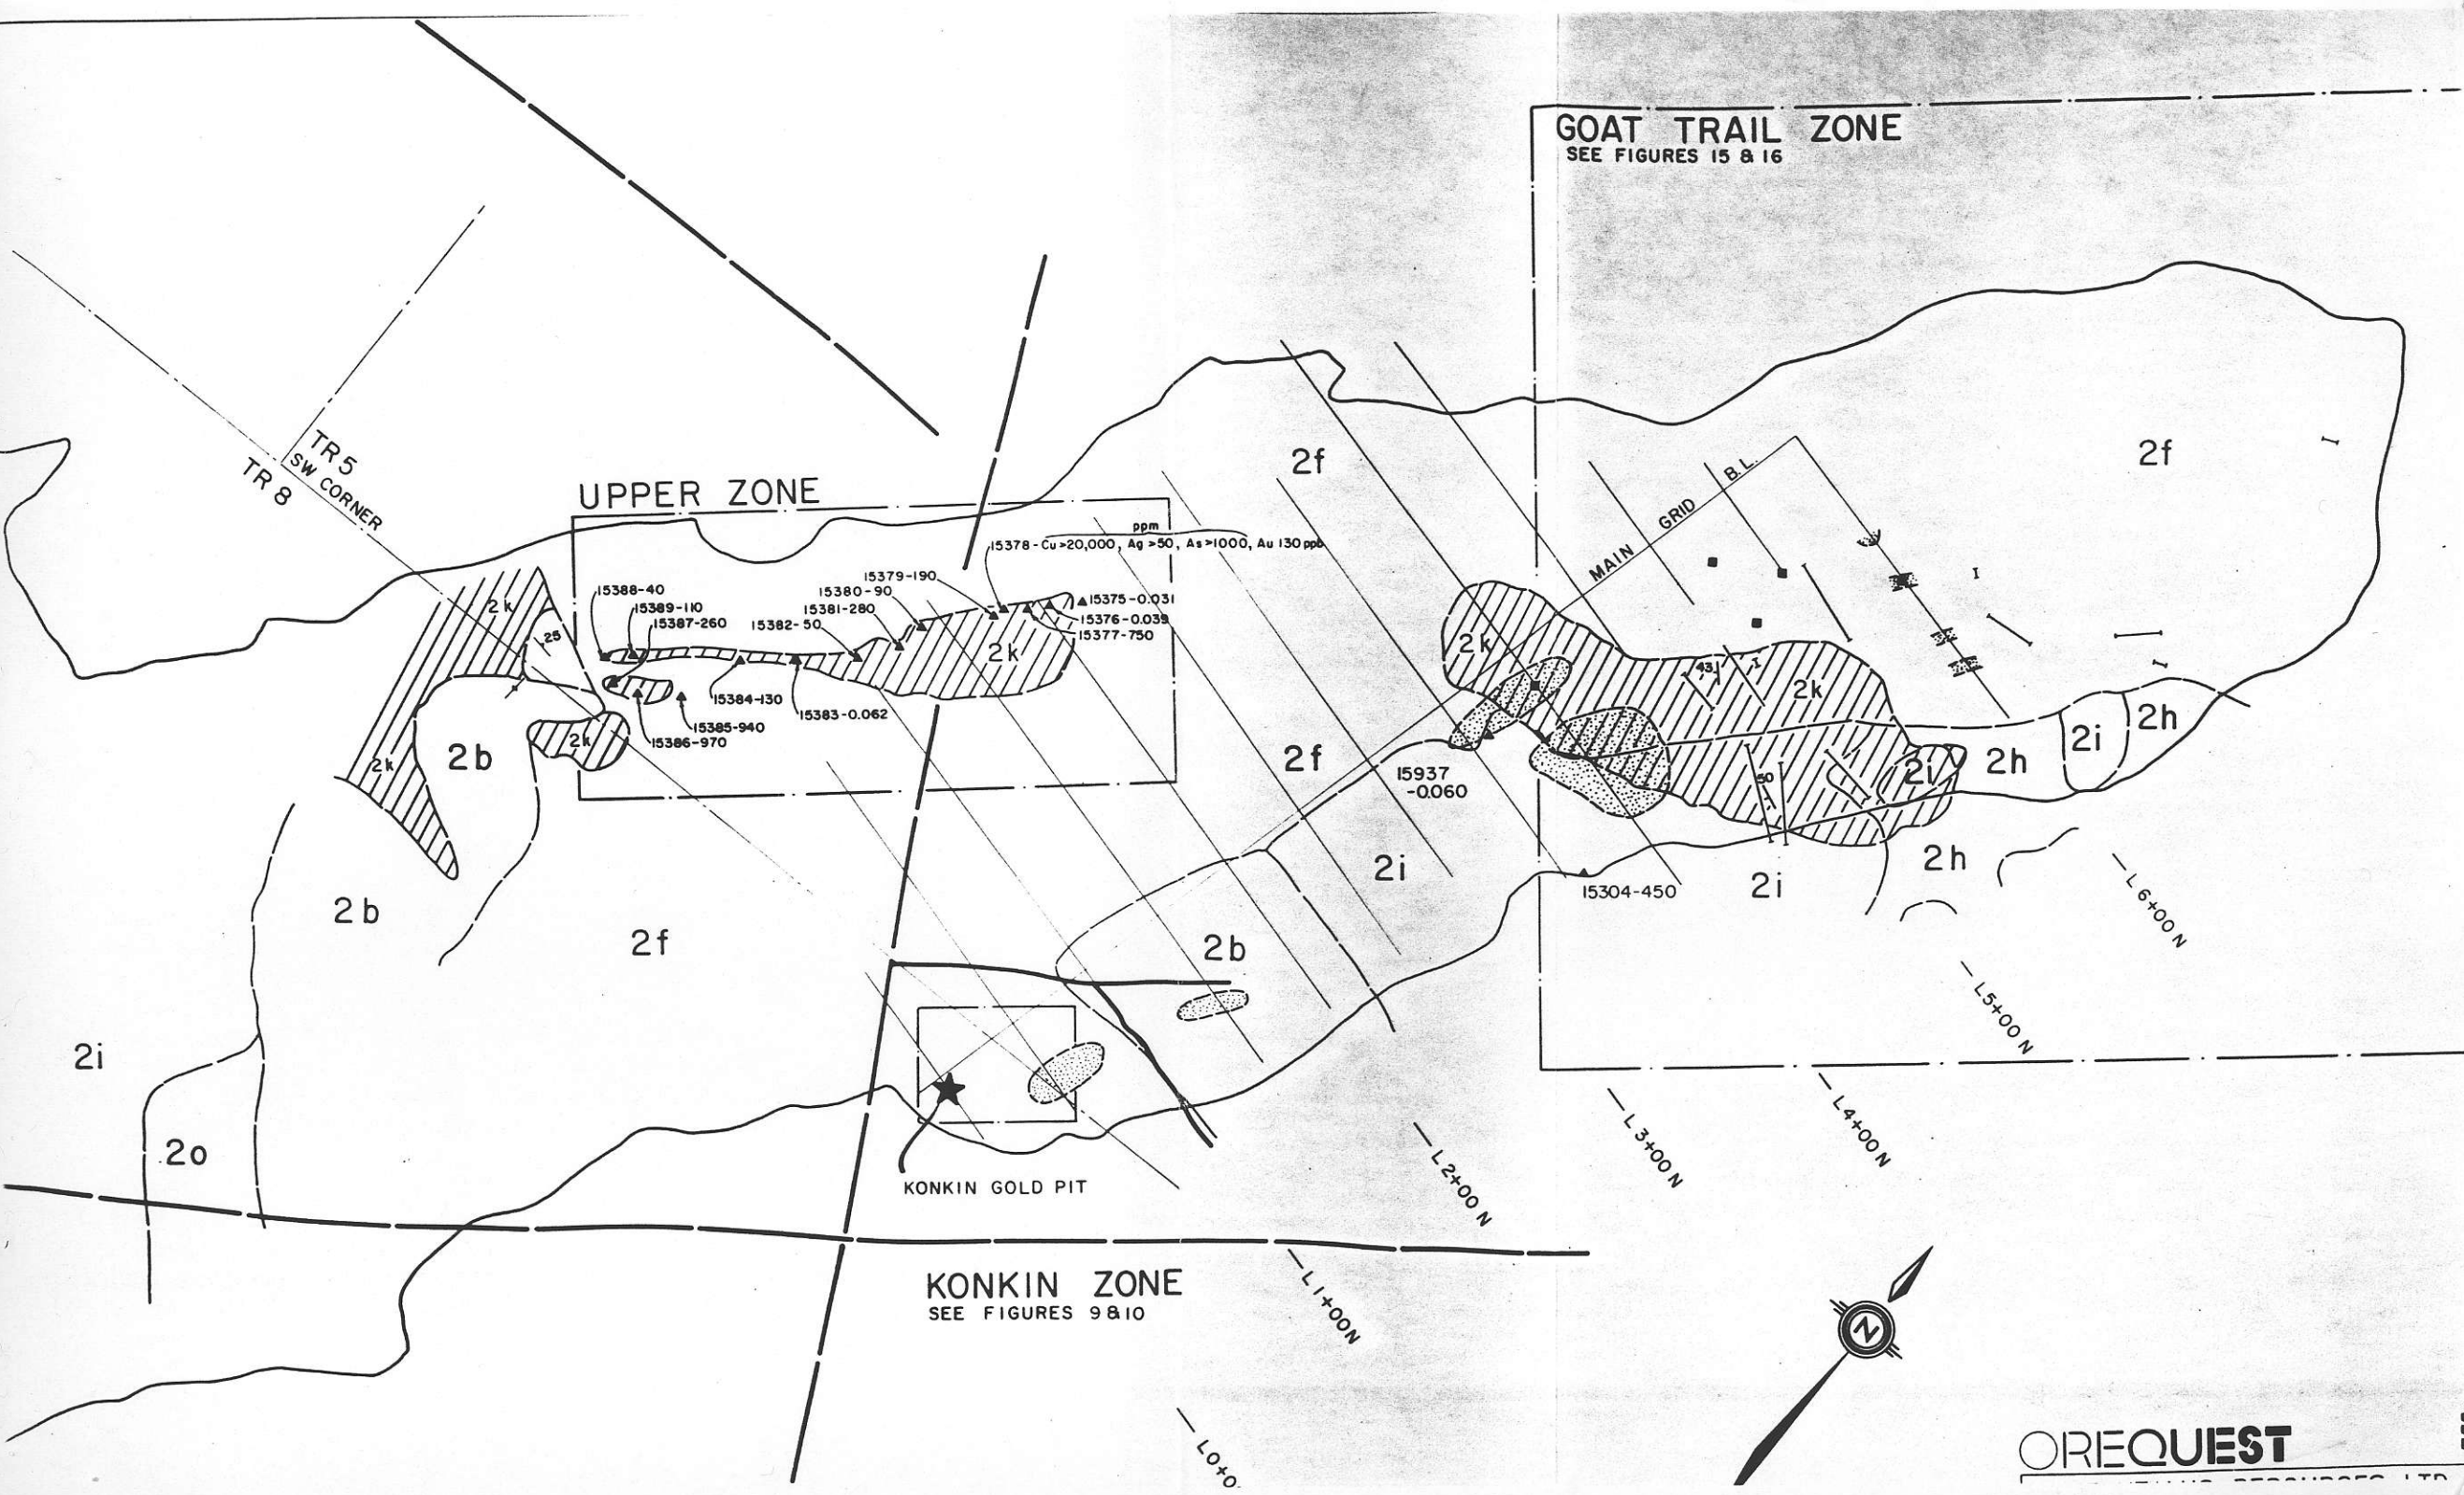 GOAT TRAIL ZONE
SEE FIGURES 15 & 16
TR 5
SW CORNER
TR 8
UPPER ZONE
ppm
15378-Cu>20,000, Ag>50, As>1000, Au 130 ppb
15379-190
15380-90
15381-280
15382-50
15388-40
15389-110
15387-260
15375-0.031
15376-0.039
15377-750
15384-130
15383-0.062
15385-940
15386-970
2k
25
2k
2k
2k
2k
2b
2b
2f
2f
2f
2f
MAIN GRID B.L.
2k
43
2k
50
2i
2h
2i
2h
2h
2i
15937
-0.060
15304-450
2i
2b
2i
2o
KONKIN GOLD PIT
KONKIN ZONE
SEE FIGURES 9 & 10
L 6+00 N
L 5+00 N
L 4+00 N
L 3+00 N
L 2+00 N
L 1+00 N
L 0+0
N
OREQUEST